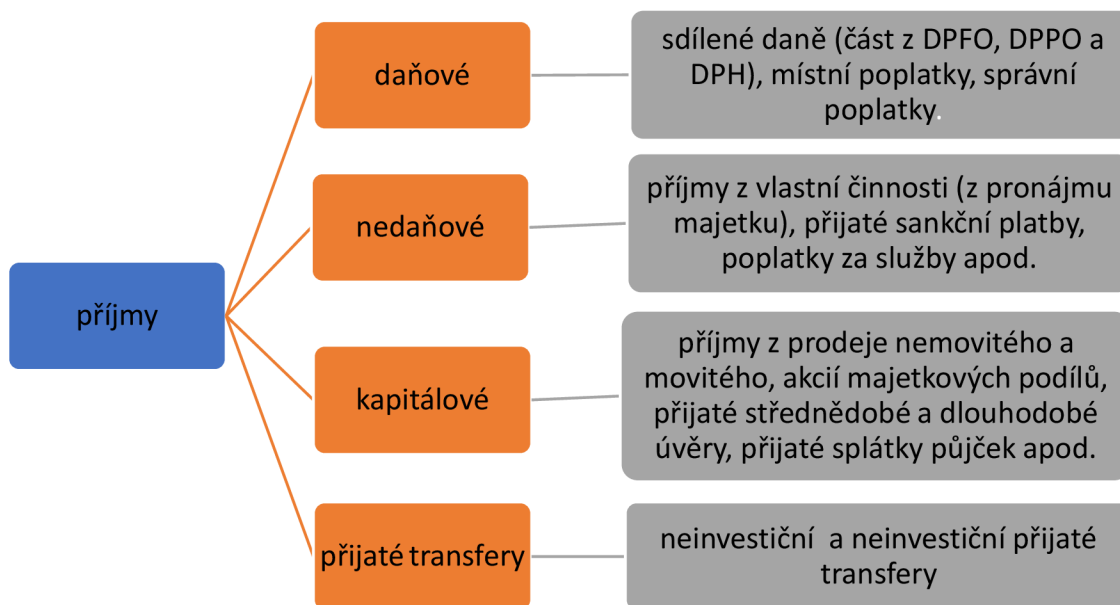 příjmy
daňové
sdílené daně (část z DPFO, DPPO a
DPH), místní poplatky, správní
poplatky.
nedaňové
příjmy z vlastní činnosti (z pronájmu
majetku), přijaté sankční platby,
poplatky za služby apod.
kapitálové
příjmy z prodeje nemovitého a
movitého, akcií majetkových podílů,
přijaté střednědobé a dlouhodobé
úvěry, přijaté splátky půjček apod.
přijaté transfery
neinvestiční  a neinvestiční přijaté
transfery